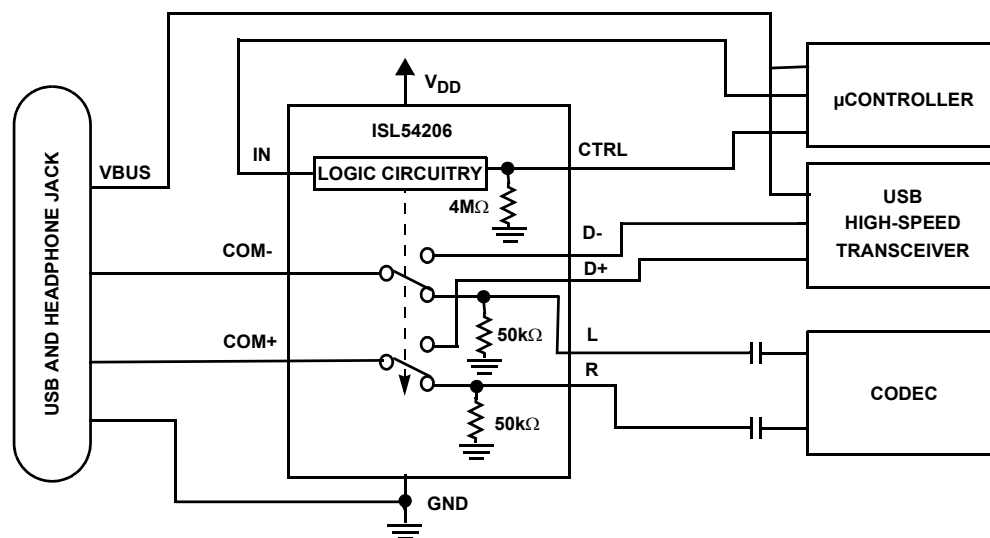 V_DD
ISL54206
µCONTROLLER
IN
CTRL
LOGIC CIRCUITRY
VBUS
4MΩ
USB
HIGH-SPEED
TRANSCEIVER
D-
D+
COM-
USB AND HEADPHONE JACK
50kΩ
L
COM+
R
CODEC
50kΩ
GND